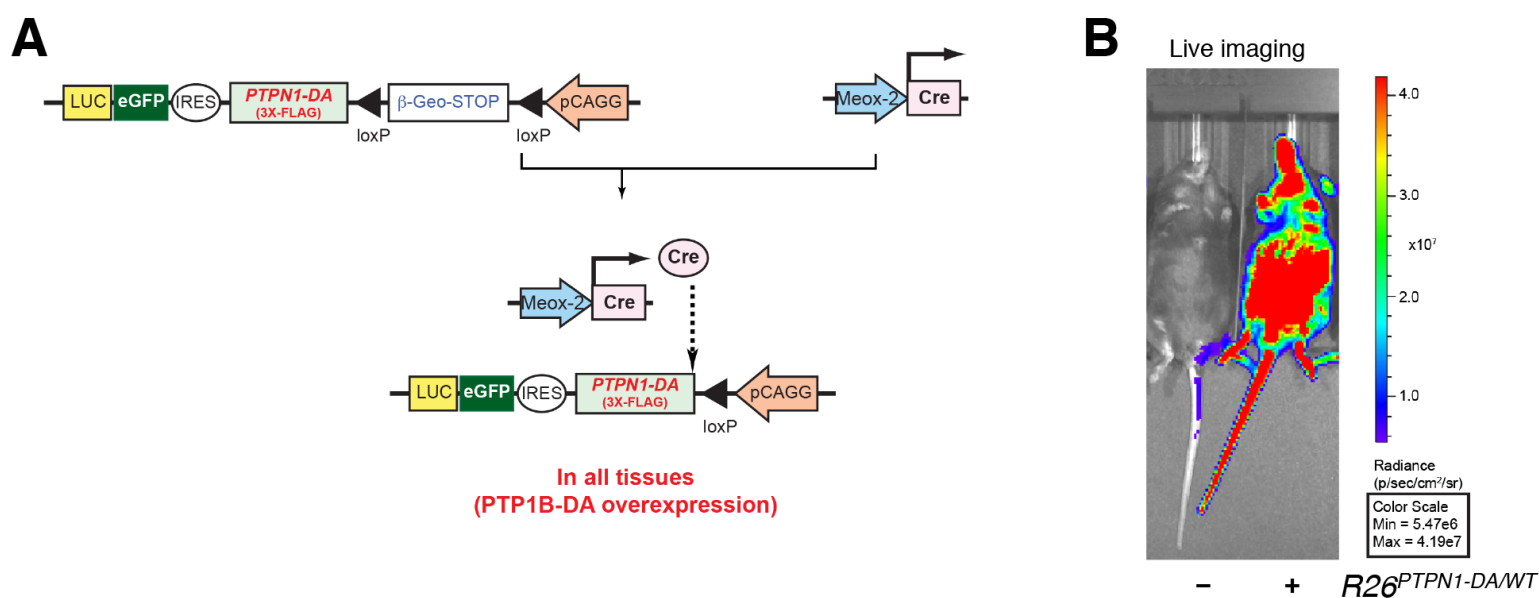 A
LUC eGFP IRES PTPN1-DA (3X-FLAG) loxP β-Geo-STOP loxP pCAGG
Meox-2 Cre
Meox-2 Cre Cre
LUC eGFP IRES PTPN1-DA (3X-FLAG) loxP pCAGG
In all tissues
(PTP1B-DA overexpression)
B
Live imaging
4.0
3.0
x10⁷
2.0
1.0
Radiance
(p/sec/cm²/sr)
Color Scale
Min = 5.47e6
Max = 4.19e7
– + R26PTPN1-DA/WT